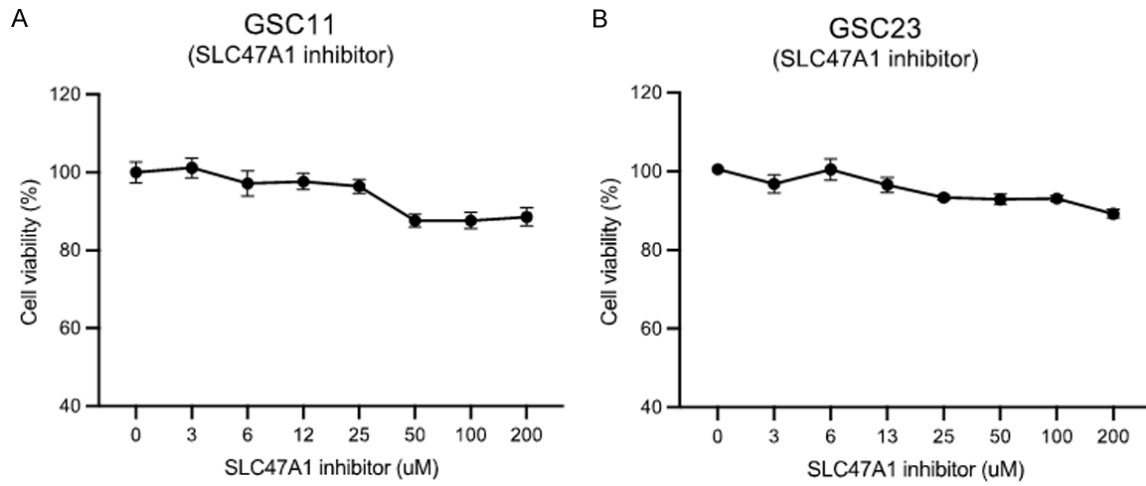 A
GSC11
(SLC47A1 inhibitor)
120
100
80
60
40
Cell viability (%)
0 3 6 12 25 50 100 200
SLC47A1 inhibitor (uM)
B
GSC23
(SLC47A1 inhibitor)
120
100
80
60
40
Cell viability (%)
0 3 6 13 25 50 100 200
SLC47A1 inhibitor (uM)